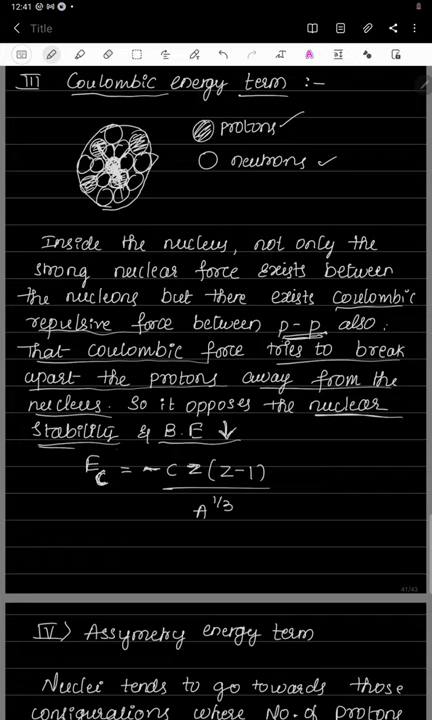 12:41
Title
III Coulombic energy term :-
protons
neutrons
Inside the nucleus, not only the
strong nuclear force exists between
the nucleons but there exists coulombic
repulsive force between p-p also.
That coulombic force tries to break
apart the protons away from the
nucleus. So it opposes the nuclear
stability & B.E ↓
E_c = - C Z (Z-1)
A^1/3
41/43
IV) Assymetry energy term
Nuclei tends to go towards those
configurations where No. of protons